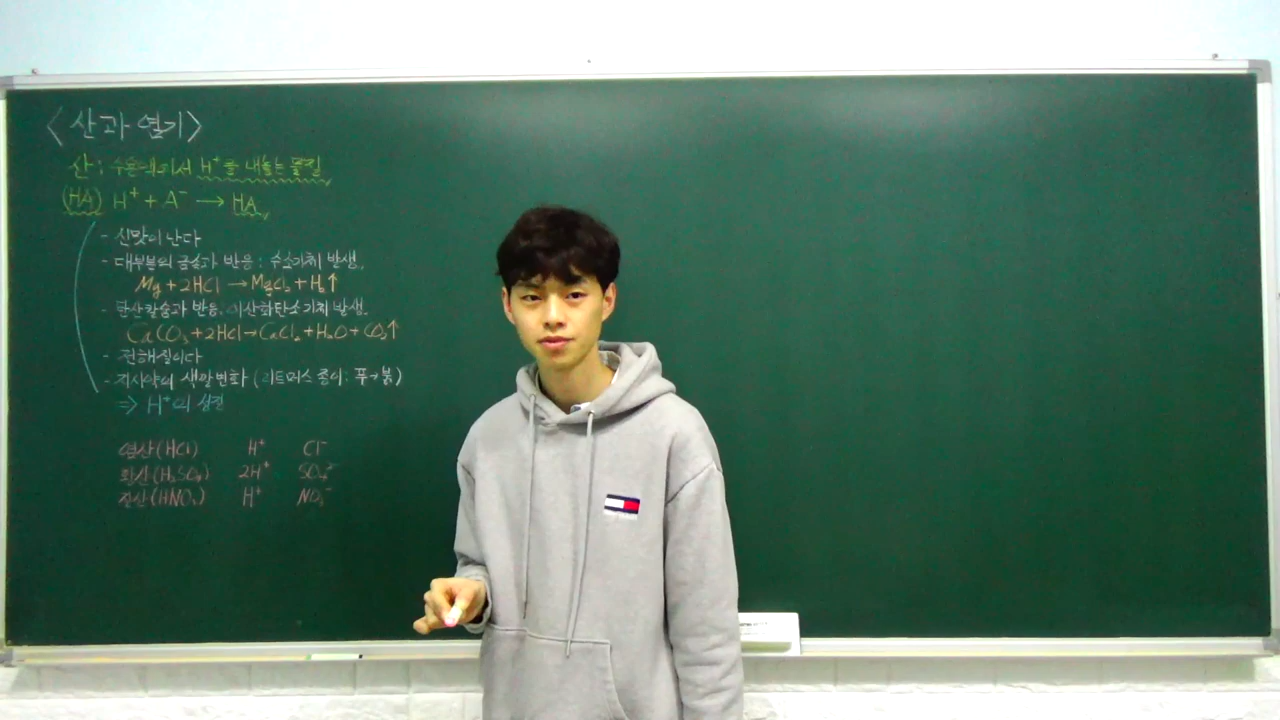 <산과 염기>
산: 수용액에서 H⁺를 내놓는 물질
(HA) H⁺ + A⁻ → HA
- 신맛이 난다
- 대부분의 금속과 반응 : 수소기체 발생.
Mg + 2HCl → MgCl₂ + H₂↑
- 탄산칼슘과 반응: 이산화탄소기체 발생.
CaCO₃ + 2HCl → CaCl₂ + H₂O + CO₂↑
- 전해질이다
- 지시약의 색깔변화 (리트머스 종이: 푸→붉)
⇒ H⁺의 성질
염산(HCl) H⁺ Cl⁻
황산(H₂SO₄) 2H⁺ SO₄²⁻
질산(HNO₃) H⁺ NO₃⁻